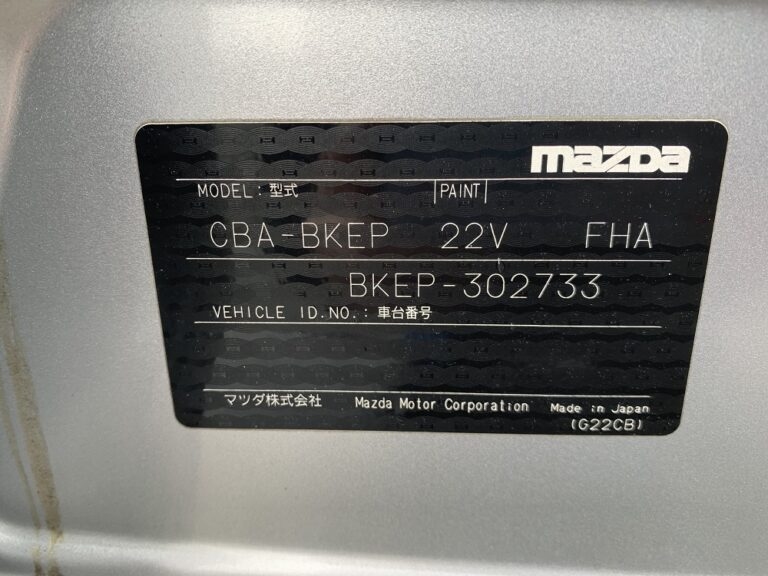 mazda
MODEL: 型式 |PAINT|
CBA-BKEP 22V FHA
BKEP-302733
VEHICLE ID.NO.: 車台番号
マツダ株式会社 Mazda Motor Corporation Made in Japan
(G22CB)